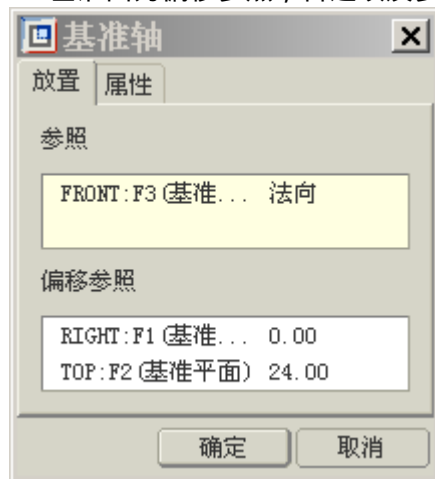 基准轴
放置 属性
参照
FRONT:F3(基准... 法向
偏移参照
RIGHT:F1(基准... 0.00
TOP:F2(基准平面) 24.00
确定 取消